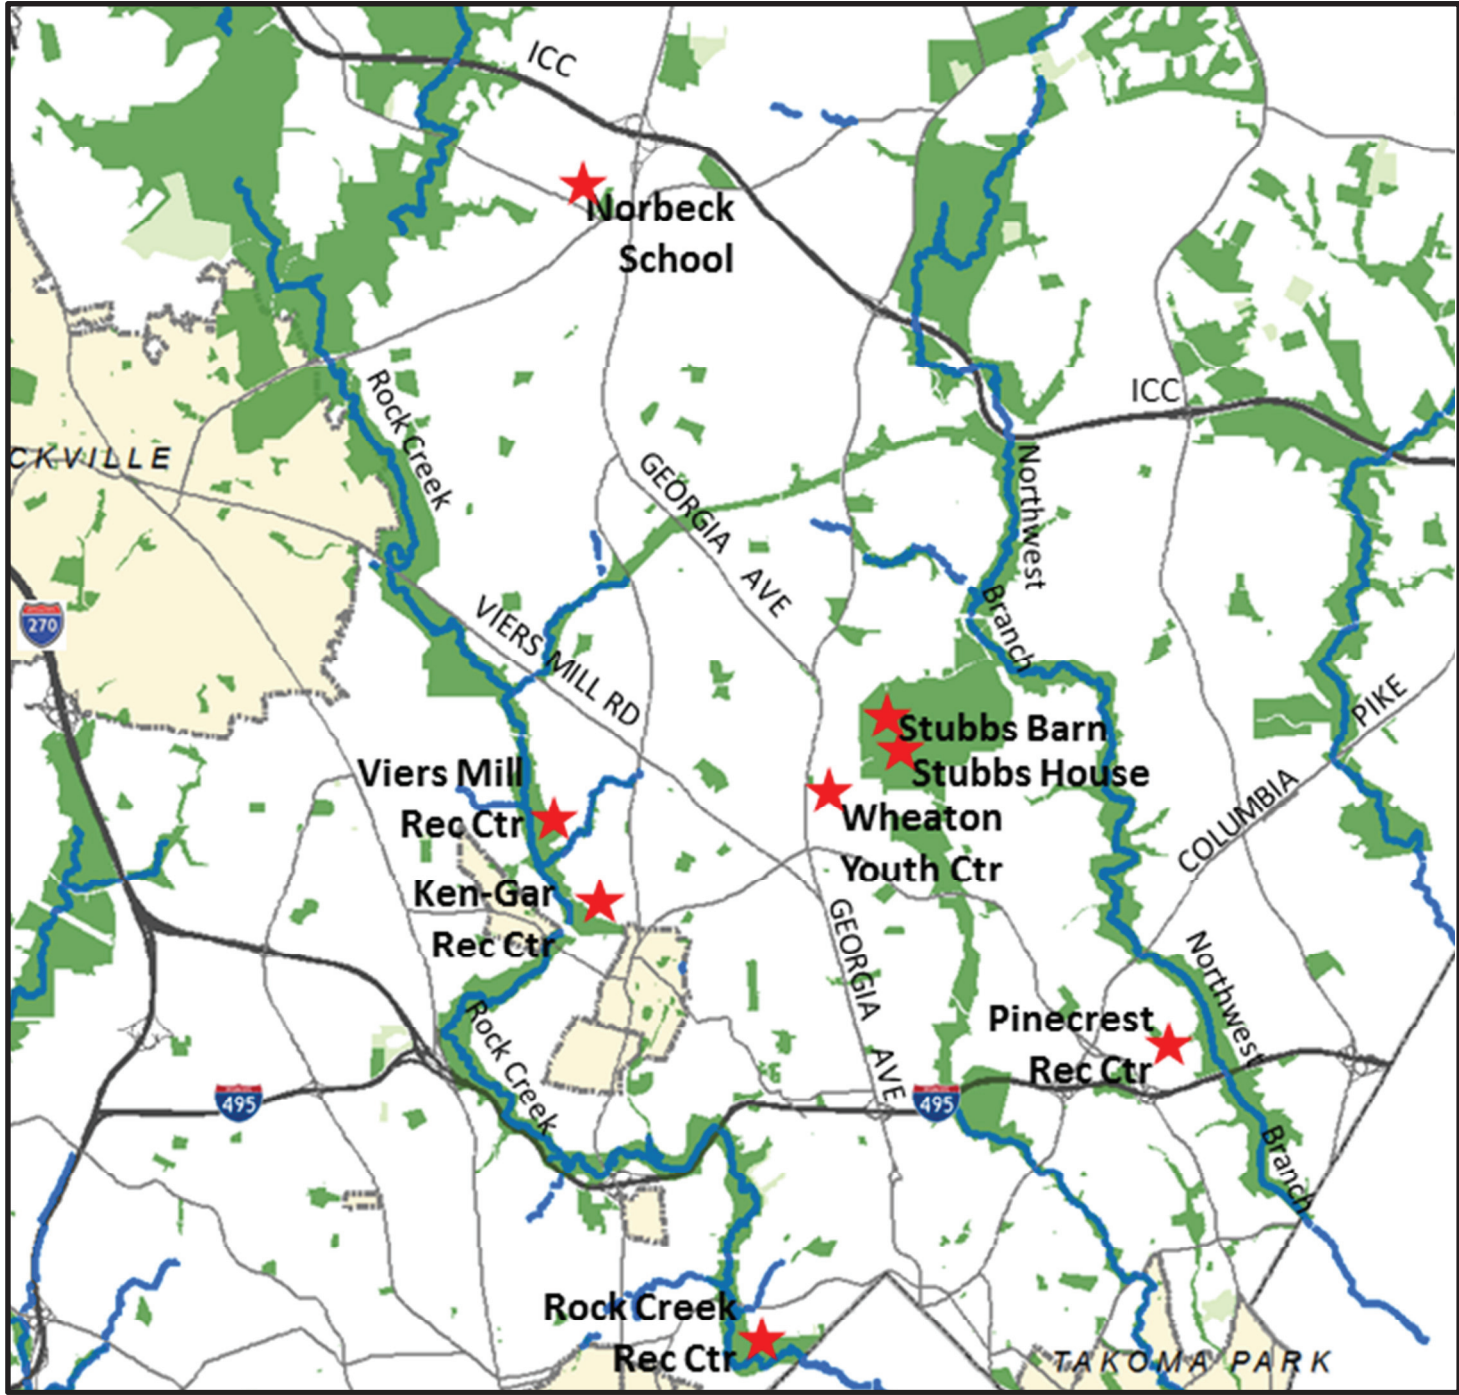 ICC
Norbeck
School
Rock Creek
ICC
CKVILLE
GEORGIA
AVE
Northwest
Branch
270
VIERS MILL RD
PIKE
COLUMBIA
Stubbs Barn
Stubbs House
Viers Mill
Rec Ctr
Wheaton
Youth Ctr
Ken-Gar
Rec Ctr
GEORGIA
AVE
Northwest
Branch
Pinecrest
Rec Ctr
Rock Creek
495
495
Rock Creek
Rec Ctr
TAKOMA PARK